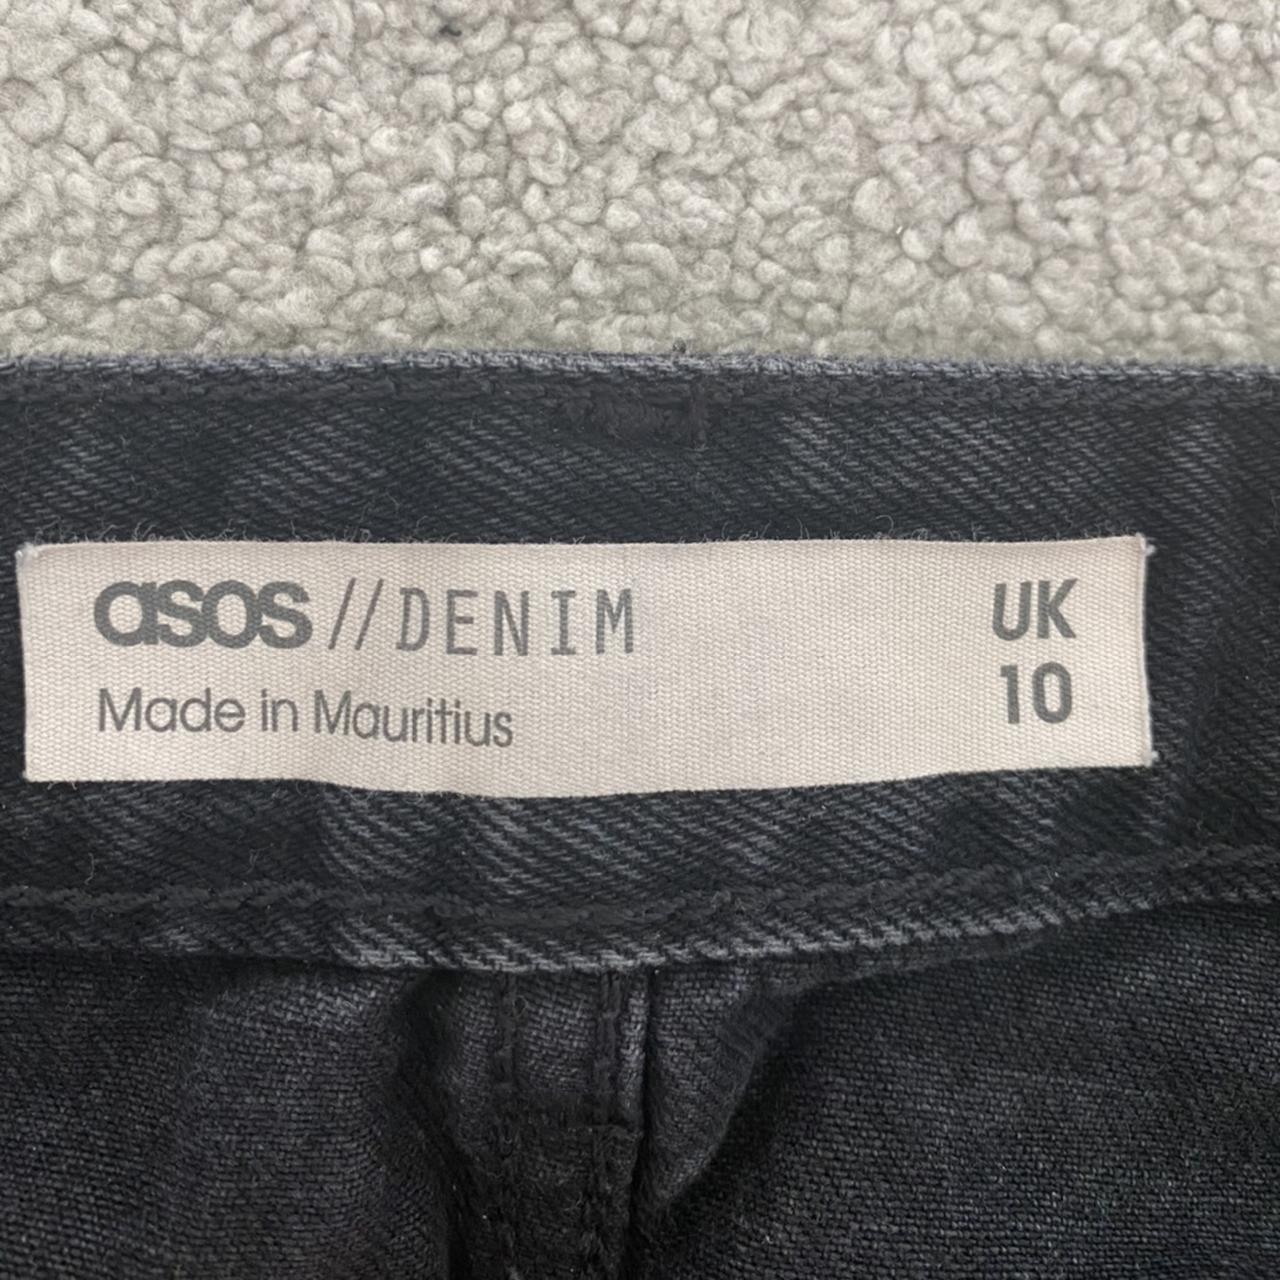 asos // DENIM
Made in Mauritius
UK
10